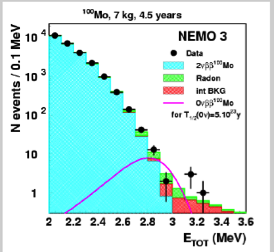 ¹⁰⁰Mo, 7 kg, 4.5 years
N events / 0.1 MeV
10⁴
10³
10²
10
1
NEMO 3
Data
2νββ¹⁰⁰Mo
Radon
int BKG
0νββ¹⁰⁰Mo
for T₁/₂(0ν)=5.10²³y
2 2.2 2.4 2.6 2.8 3 3.2 3.4 3.6
E_TOT (MeV)